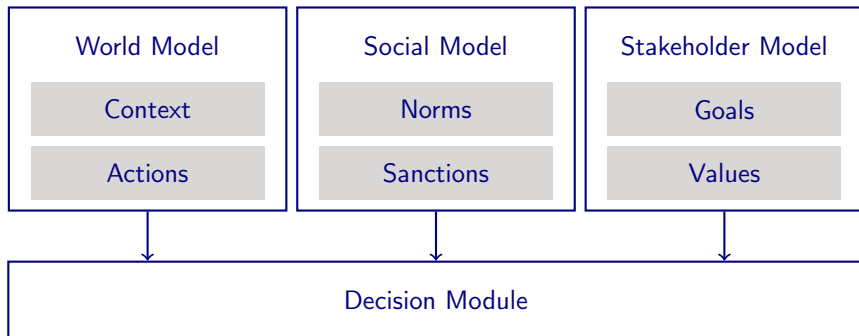 World Model
Context
Actions
Social Model
Norms
Sanctions
Stakeholder Model
Goals
Values
Decision Module